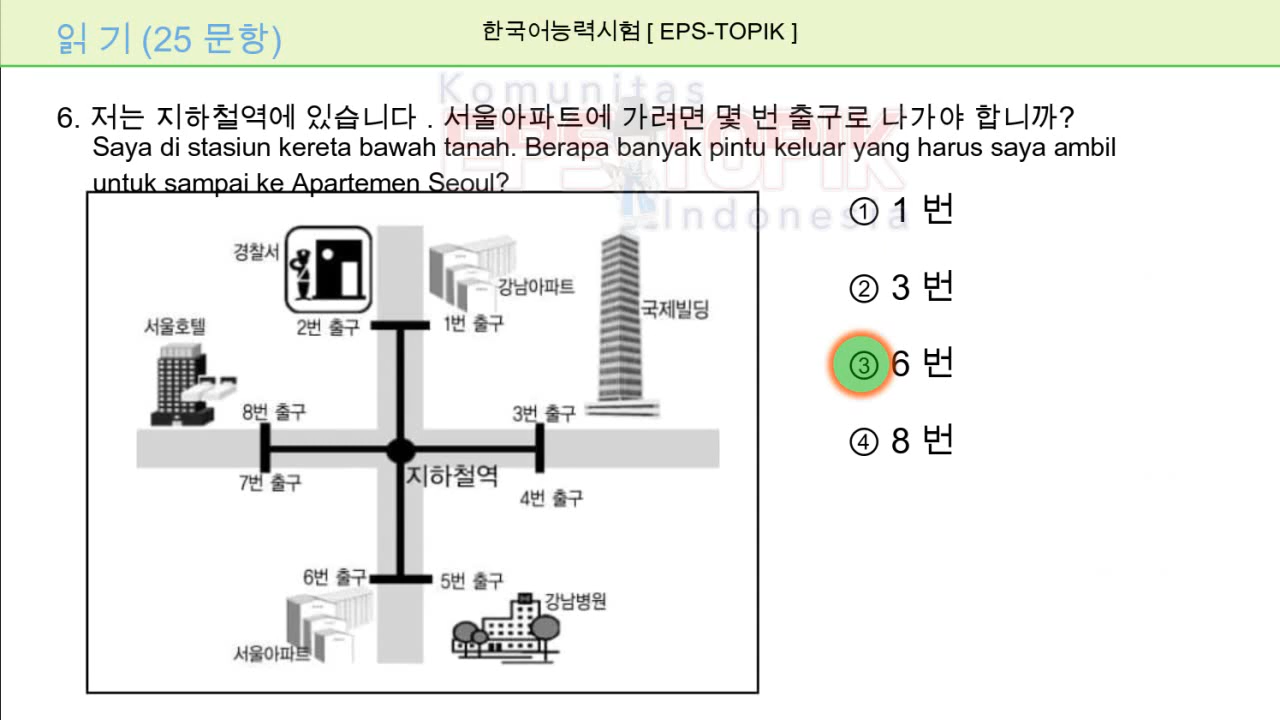 읽 기 (25 문항)
한국어능력시험 [ EPS-TOPIK ]
Komunitas
EPS-TOPIK
Indonesia
6. 저는 지하철역에 있습니다 . 서울아파트에 가려면 몇 번 출구로 나가야 합니까?
Saya di stasiun kereta bawah tanah. Berapa banyak pintu keluar yang harus saya ambil
untuk sampai ke Apartemen Seoul?
경찰서
강남아파트
국제빌딩
2번 출구
1번 출구
서울호텔
8번 출구
3번 출구
7번 출구
지하철역
4번 출구
6번 출구
5번 출구
강남병원
서울아파트
① 1 번
② 3 번
③ 6 번
④ 8 번